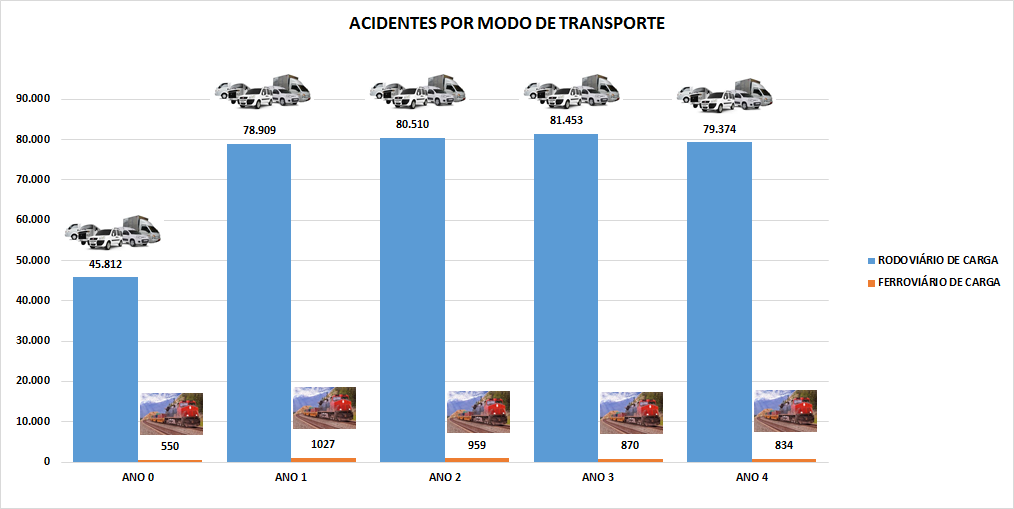 ACIDENTES POR MODO DE TRANSPORTE
90.000
80.000
70.000
60.000
50.000
40.000
30.000
20.000
10.000
0
45.812
78.909
80.510
81.453
79.374
550
1027
959
870
834
ANO 0
ANO 1
ANO 2
ANO 3
ANO 4
RODOVIÁRIO DE CARGA
FERROVIÁRIO DE CARGA